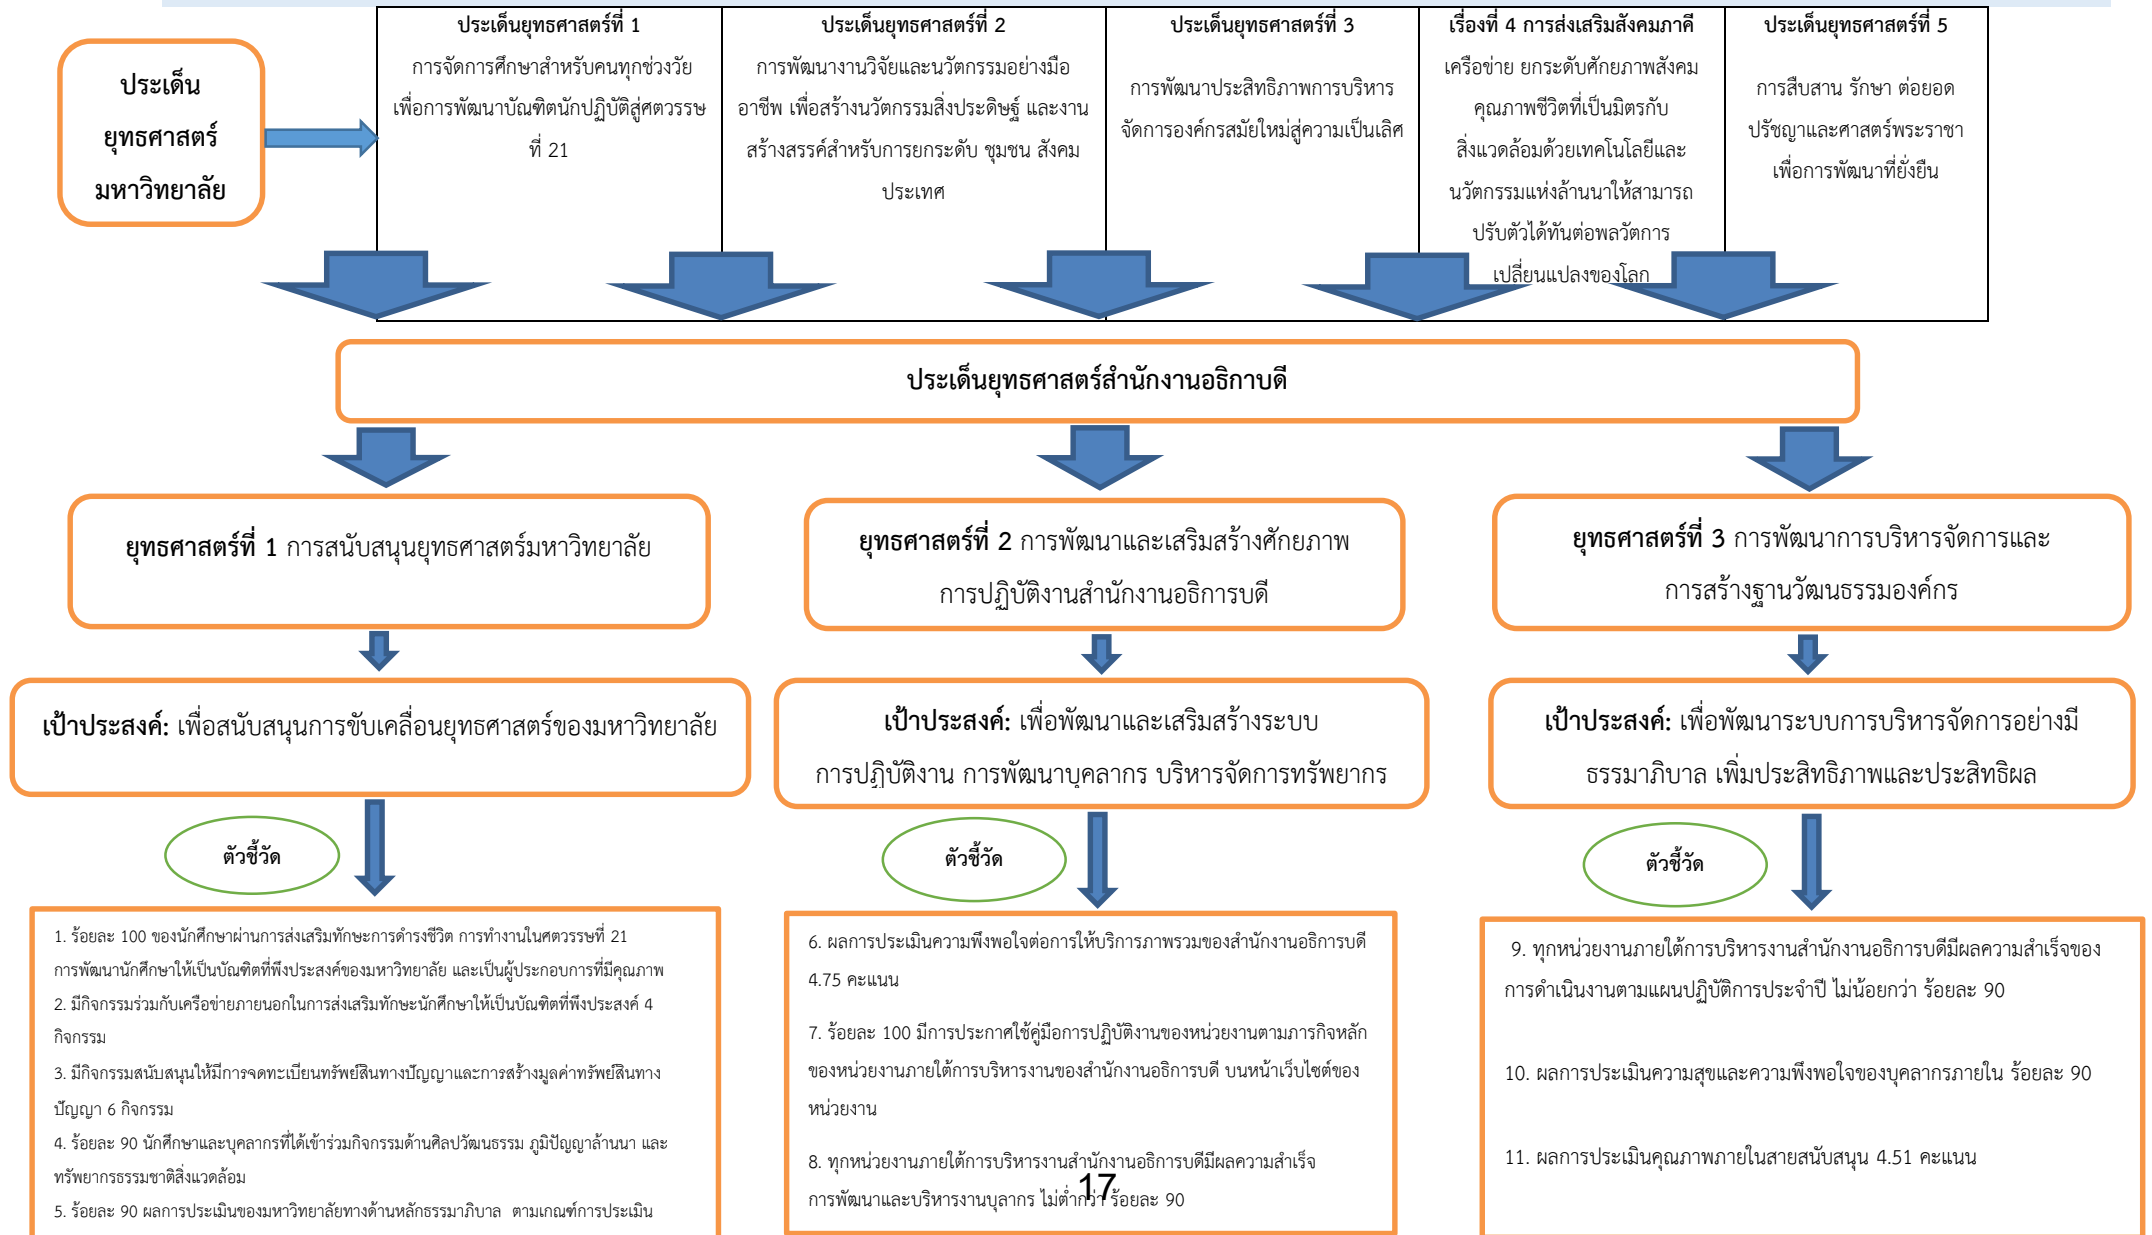 ประเด็น
ยุทธศาสตร์
มหาวิทยาลัย
ประเด็นยุทธศาสตร์ที่ 1
การจัดการศึกษาสำหรับคนทุกช่วงวัย
เพื่อการพัฒนาบัณฑิตนักปฏิบัติสู่ศตวรรษ
ที่ 21
ประเด็นยุทธศาสตร์ที่ 2
การพัฒนางานวิจัยและนวัตกรรมอย่างมือ
อาชีพ เพื่อสร้างนวัตกรรมสิ่งประดิษฐ์ และงาน
สร้างสรรค์สำหรับการยกระดับ ชุมชน สังคม
ประเทศ
ประเด็นยุทธศาสตร์ที่ 3
การพัฒนาประสิทธิภาพการบริหาร
จัดการองค์กรสมัยใหม่สู่ความเป็นเลิศ
เรื่องที่ 4 การส่งเสริมสังคมภาคี
เครือข่าย ยกระดับศักยภาพสังคม
คุณภาพชีวิตที่เป็นมิตรกับ
สิ่งแวดล้อมด้วยเทคโนโลยีและ
นวัตกรรมแห่งล้านนาให้สามารถ
ปรับตัวได้ทันต่อพลวัตการ
เปลี่ยนแปลงของโลก
ประเด็นยุทธศาสตร์ที่ 5
การสืบสาน รักษา ต่อยอด
ปรัชญาและศาสตร์พระราชา
เพื่อการพัฒนาที่ยั่งยืน
ประเด็นยุทธศาสตร์สำนักงานอธิกาบดี
ยุทธศาสตร์ที่ 1 การสนับสนุนยุทธศาสตร์มหาวิทยาลัย
เป้าประสงค์: เพื่อสนับสนุนการขับเคลื่อนยุทธศาสตร์ของมหาวิทยาลัย
ตัวชี้วัด
1. ร้อยละ 100 ของนักศึกษาผ่านการส่งเสริมทักษะการดำรงชีวิต การทำงานในศตวรรษที่ 21
การพัฒนานักศึกษาให้เป็นบัณฑิตที่พึงประสงค์ของมหาวิทยาลัย และเป็นผู้ประกอบการที่มีคุณภาพ
2. มีกิจกรรมร่วมกับเครือข่ายภายนอกในการส่งเสริมทักษะนักศึกษาให้เป็นบัณฑิตที่พึงประสงค์ 4
กิจกรรม
3. มีกิจกรรมสนับสนุนให้มีการจดทะเบียนทรัพย์สินทางปัญญาและการสร้างมูลค่าทรัพย์สินทาง
ปัญญา 6 กิจกรรม
4. ร้อยละ 90 นักศึกษาและบุคลากรที่ได้เข้าร่วมกิจกรรมด้านศิลปวัฒนธรรม ภูมิปัญญาล้านนา และ
ทรัพยากรธรรมชาติสิ่งแวดล้อม
5. ร้อยละ 90 ผลการประเมินของมหาวิทยาลัยทางด้านหลักธรรมาภิบาล ตามเกณฑ์การประเมิน
ยุทธศาสตร์ที่ 2 การพัฒนาและเสริมสร้างศักยภาพ
การปฏิบัติงานสำนักงานอธิการบดี
เป้าประสงค์: เพื่อพัฒนาและเสริมสร้างระบบ
การปฏิบัติงาน การพัฒนาบุคลากร บริหารจัดการทรัพยากร
ตัวชี้วัด
6. ผลการประเมินความพึงพอใจต่อการให้บริการภาพรวมของสำนักงานอธิการบดี
4.75 คะแนน
7. ร้อยละ 100 มีการประกาศใช้คู่มือการปฏิบัติงานของหน่วยงานตามภารกิจหลัก
ของหน่วยงานภายใต้การบริหารงานของสำนักงานอธิการบดี บนหน้าเว็บไซต์ของ
หน่วยงาน
8. ทุกหน่วยงานภายใต้การบริหารงานสำนักงานอธิการบดีมีผลความสำเร็จ
การพัฒนาและบริหารงานบุลากร ไม่ต่ำกว่า ร้อยละ 90
ยุทธศาสตร์ที่ 3 การพัฒนาการบริหารจัดการและ
การสร้างฐานวัฒนธรรมองค์กร
เป้าประสงค์: เพื่อพัฒนาระบบการบริหารจัดการอย่างมี
ธรรมาภิบาล เพิ่มประสิทธิภาพและประสิทธิผล
ตัวชี้วัด
9. ทุกหน่วยงานภายใต้การบริหารงานสำนักงานอธิการบดีมีผลความสำเร็จของ
การดำเนินงานตามแผนปฏิบัติการประจำปี ไม่น้อยกว่า ร้อยละ 90
10. ผลการประเมินความสุขและความพึงพอใจของบุคลากรภายใน ร้อยละ 90
11. ผลการประเมินคุณภาพภายในสายสนับสนุน 4.51 คะแนน
17